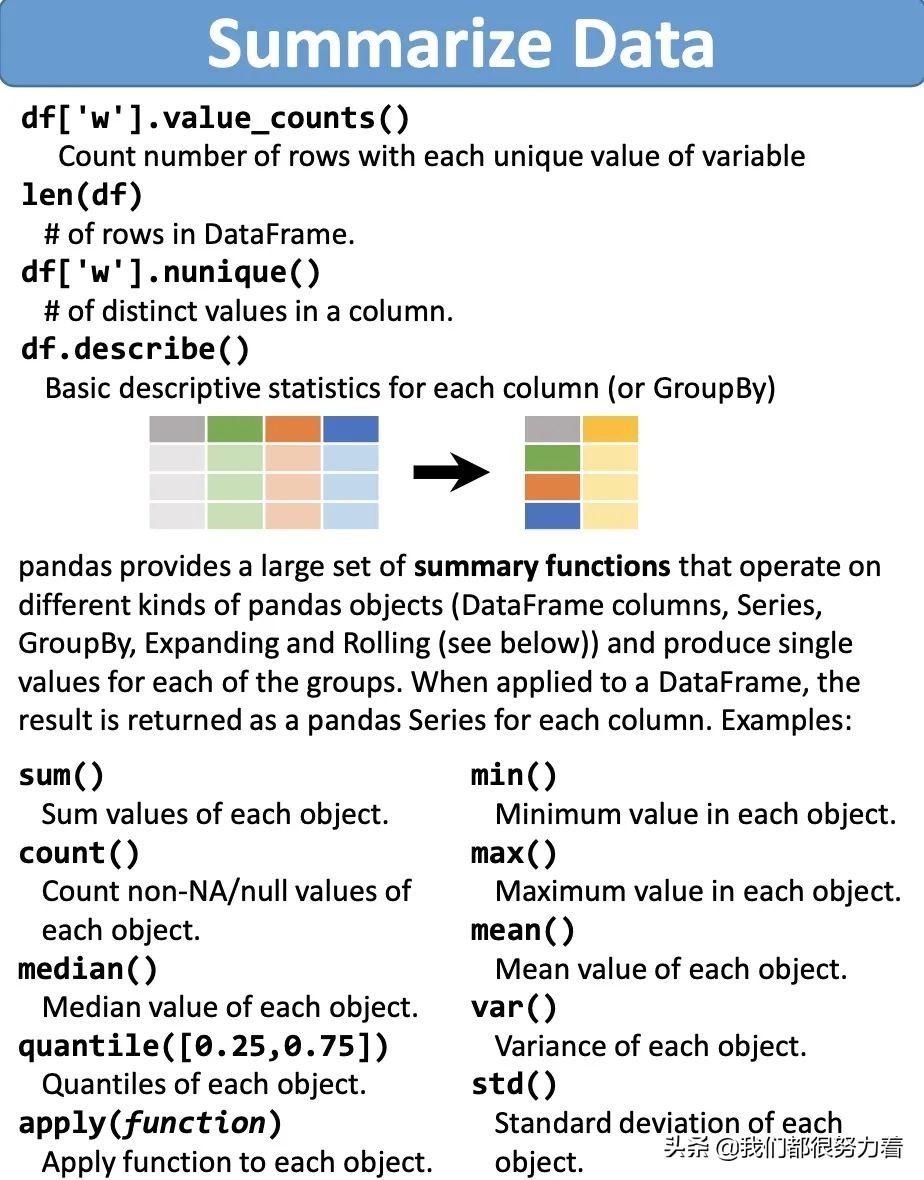 Summarize Data
df['w'].value_counts()
Count number of rows with each unique value of variable
len(df)
# of rows in DataFrame.
df['w'].nunique()
# of distinct values in a column.
df.describe()
Basic descriptive statistics for each column (or GroupBy)
pandas provides a large set of summary functions that operate on
different kinds of pandas objects (DataFrame columns, Series,
GroupBy, Expanding and Rolling (see below)) and produce single
values for each of the groups. When applied to a DataFrame, the
result is returned as a pandas Series for each column. Examples:
sum()
Sum values of each object.
count()
Count non-NA/null values of
each object.
median()
Median value of each object.
quantile([0.25,0.75])
Quantiles of each object.
apply(function)
Apply function to each object.
min()
Minimum value in each object.
max()
Maximum value in each object.
mean()
Mean value of each object.
var()
Variance of each object.
std()
Standard deviation of each
object.
头条 @我们都很努力着